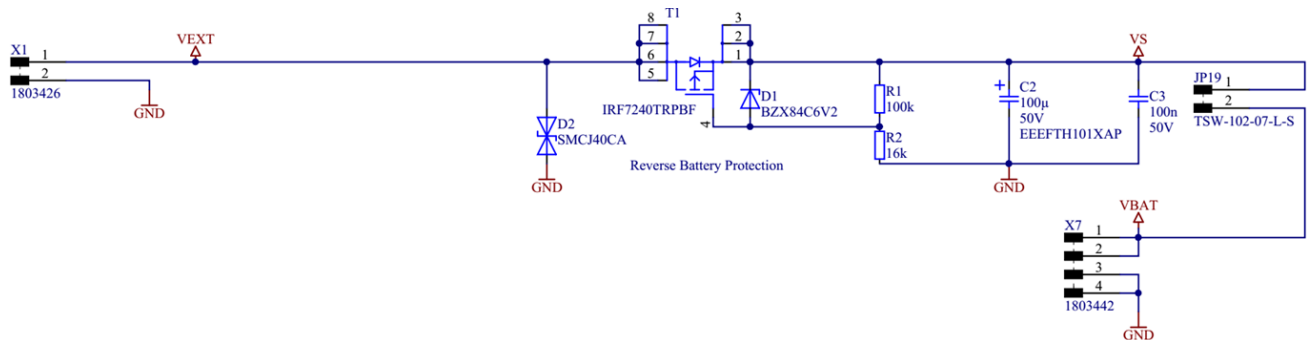 X1
1
2
1803426
VEXT
GND
D2
SMCJ40CA
GND
T1
8
7
6
5
3
2
1
4
IRF7240TRPBF
D1
BZX84C6V2
Reverse Battery Protection
R1
100k
R2
16k
C2
100µ
50V
EEEFTH101XAP
GND
VS
C3
100n
50V
JP19
1
2
TSW-102-07-L-S
VBAT
X7
1
2
3
4
1803442
GND